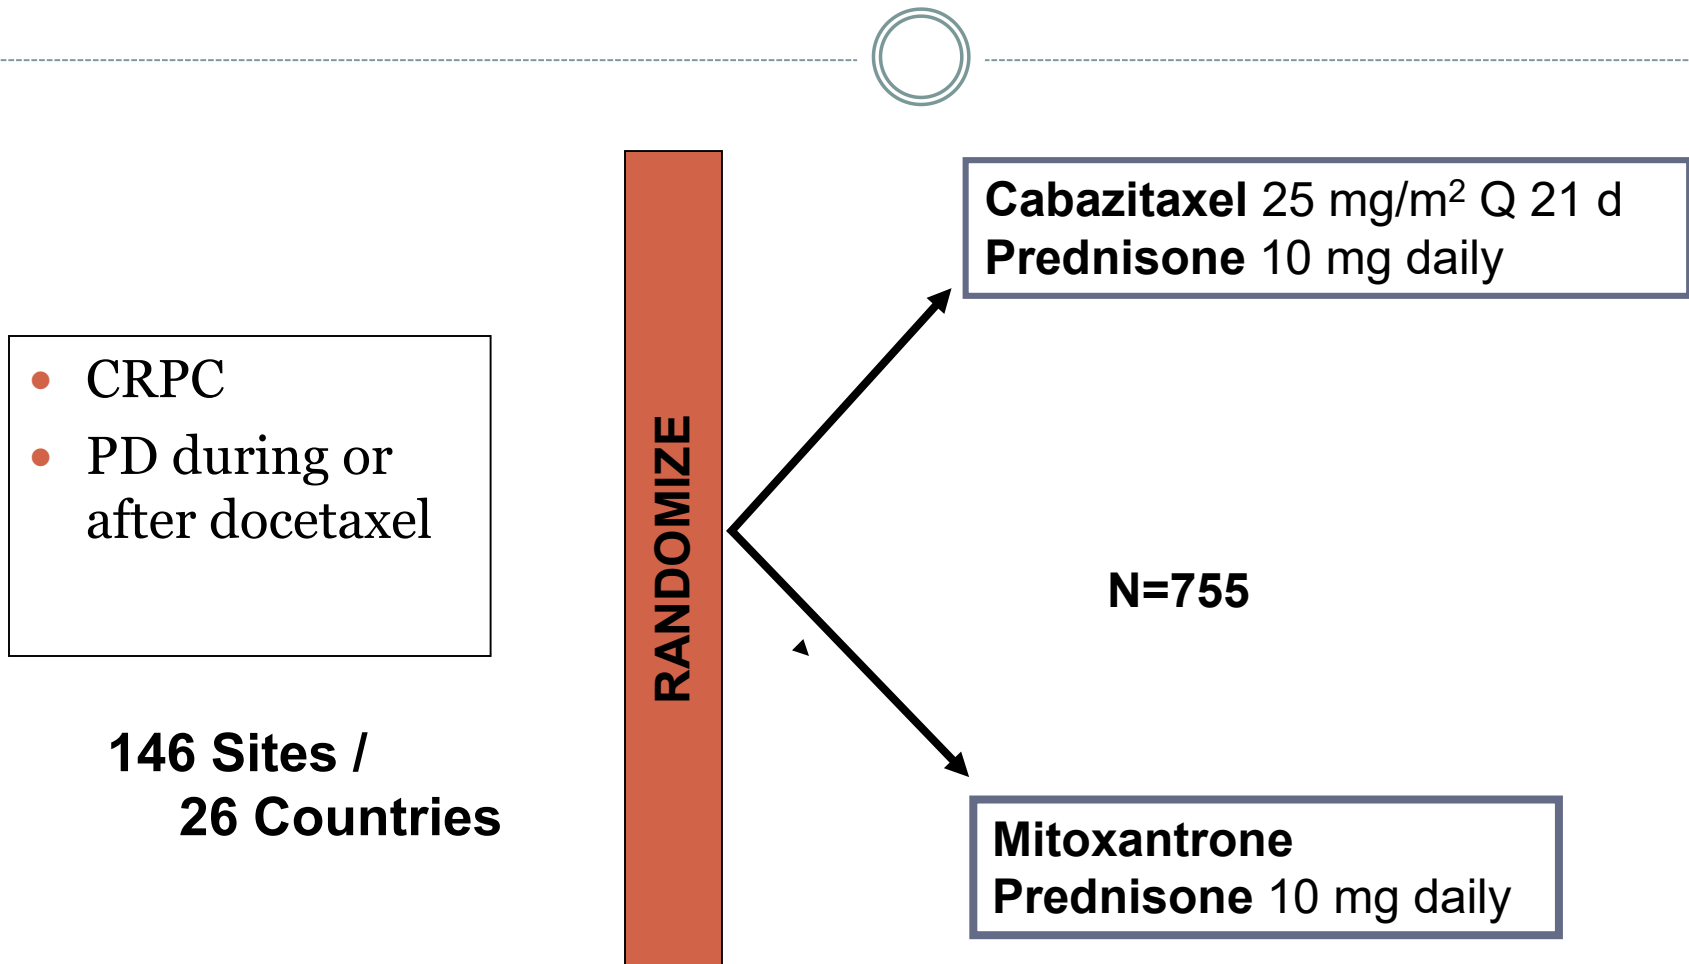 Cabazitaxel 25 mg/m² Q 21 d
Prednisone 10 mg daily
• CRPC
• PD during or
after docetaxel
RANDOMIZE
N=755
146 Sites /
26 Countries
Mitoxantrone
Prednisone 10 mg daily